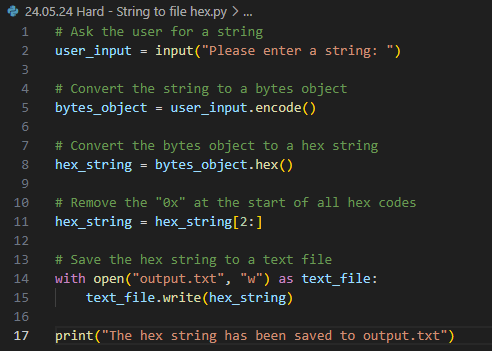 24.05.24 Hard - String to file hex.py > ...
1 # Ask the user for a string
2 user_input = input("Please enter a string: ")
3
4 # Convert the string to a bytes object
5 bytes_object = user_input.encode()
6
7 # Convert the bytes object to a hex string
8 hex_string = bytes_object.hex()
9
10 # Remove the "0x" at the start of all hex codes
11 hex_string = hex_string[2:]
12
13 # Save the hex string to a text file
14 with open("output.txt", "w") as text_file:
15     text_file.write(hex_string)
16
17 print("The hex string has been saved to output.txt")